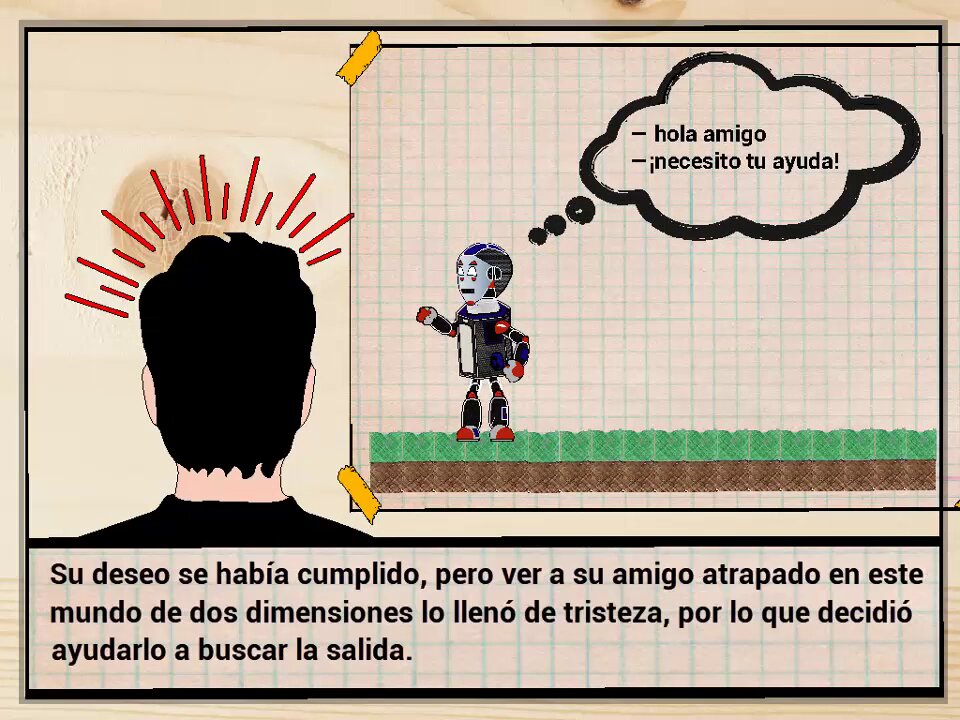 — hola amigo
—¡necesito tu ayuda!
Su deseo se había cumplido, pero ver a su amigo atrapado en este
mundo de dos dimensiones lo llenó de tristeza, por lo que decidió
ayudarlo a buscar la salida.